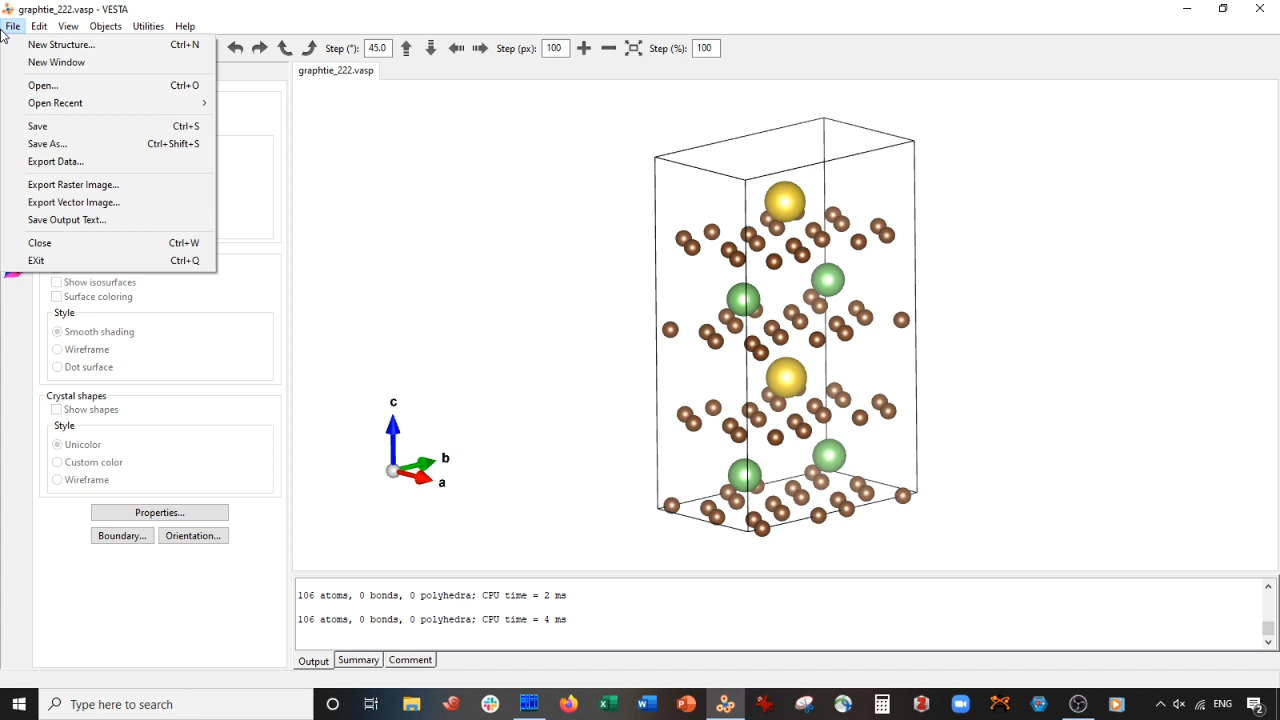 graphtie_222.vasp - VESTA
File Edit View Objects Utilities Help
New Structure... Ctrl+N
New Window
Open... Ctrl+O
Open Recent
Save Ctrl+S
Save As... Ctrl+Shift+S
Export Data...
Export Raster Image...
Export Vector Image...
Save Output Text...
Close Ctrl+W
EXit Ctrl+Q
Step (°): 45.0 Step (px): 100 Step (%): 100
graphtie_222.vasp
Show isosurfaces
Surface coloring
Style
Smooth shading
Wireframe
Dot surface
Crystal shapes
Show shapes
Style
Unicolor
Custom color
Wireframe
Properties...
Boundary... Orientation...
c
b
a
106 atoms, 0 bonds, 0 polyhedra; CPU time = 2 ms
106 atoms, 0 bonds, 0 polyhedra; CPU time = 4 ms
Output Summary Comment
Type here to search
ENG
2